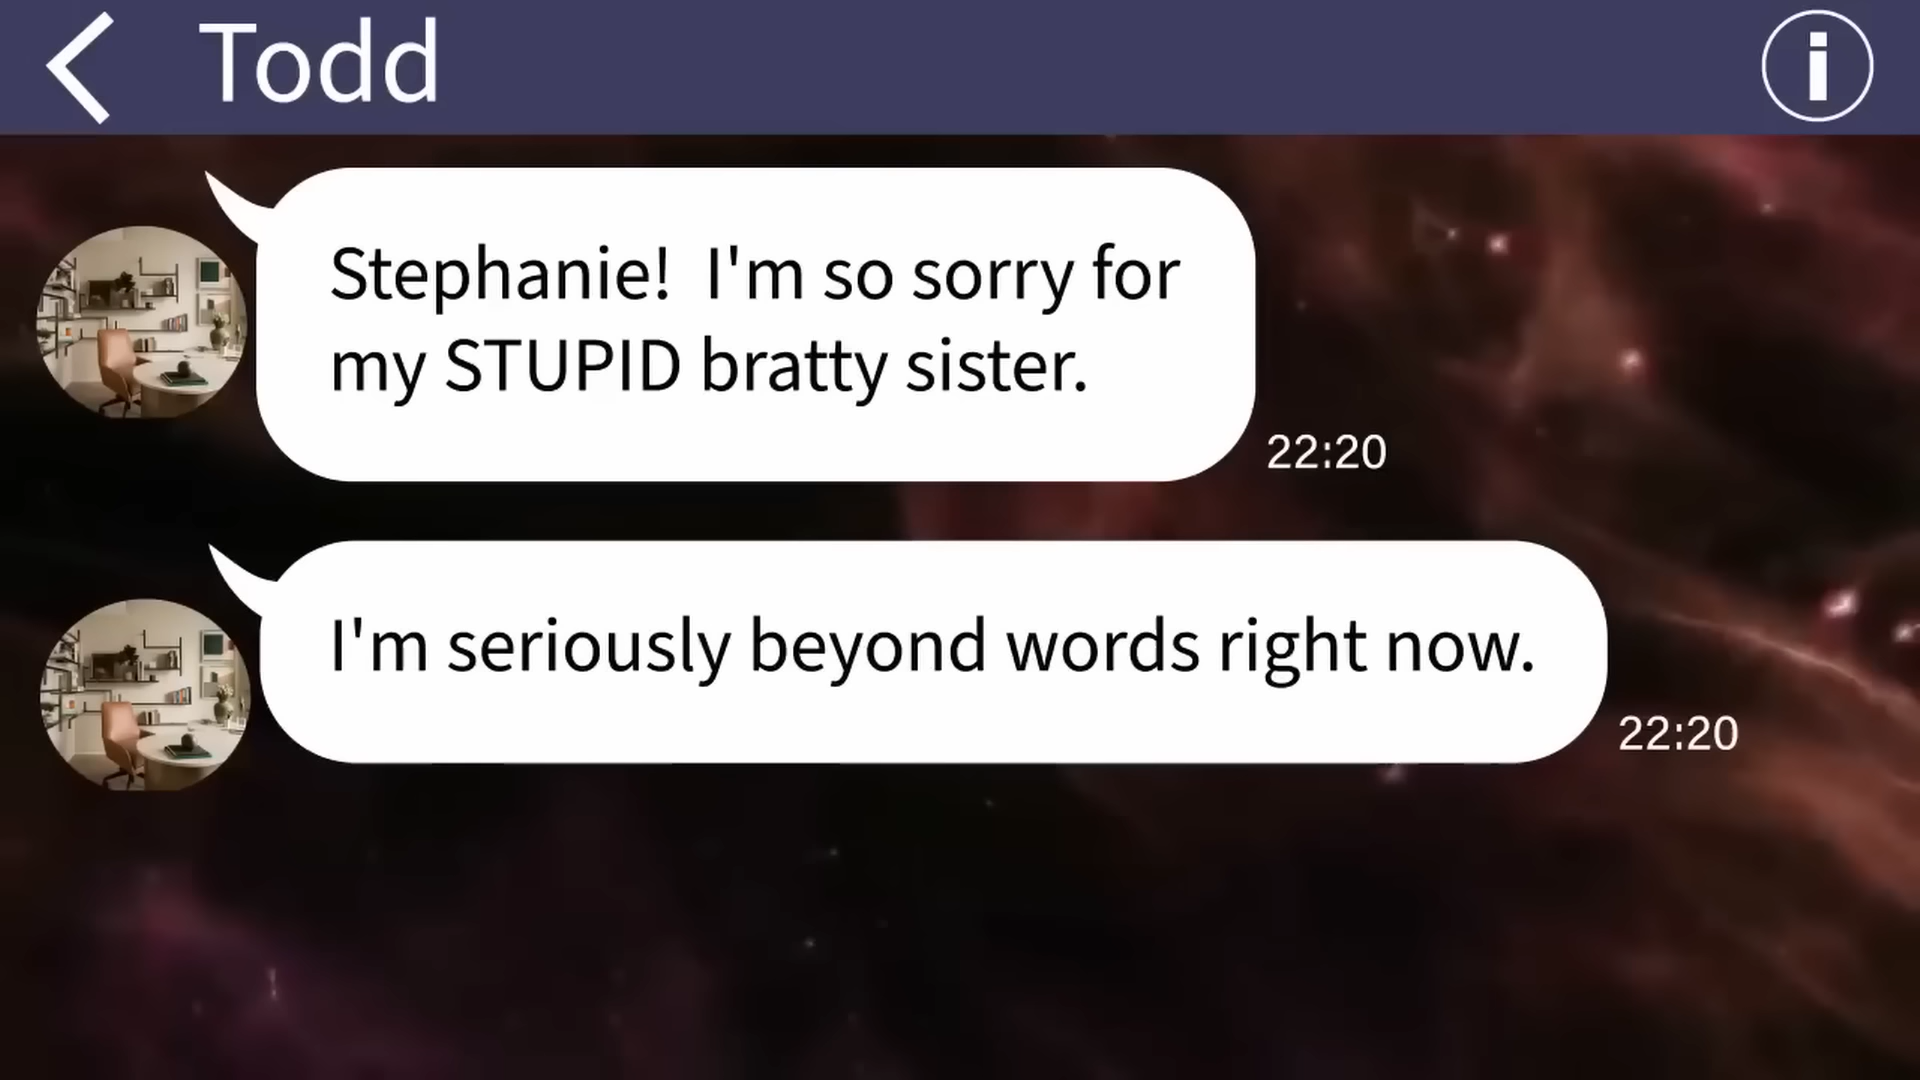 Todd
Stephanie!  I'm so sorry for
my STUPID bratty sister.
22:20
I'm seriously beyond words right now.
22:20